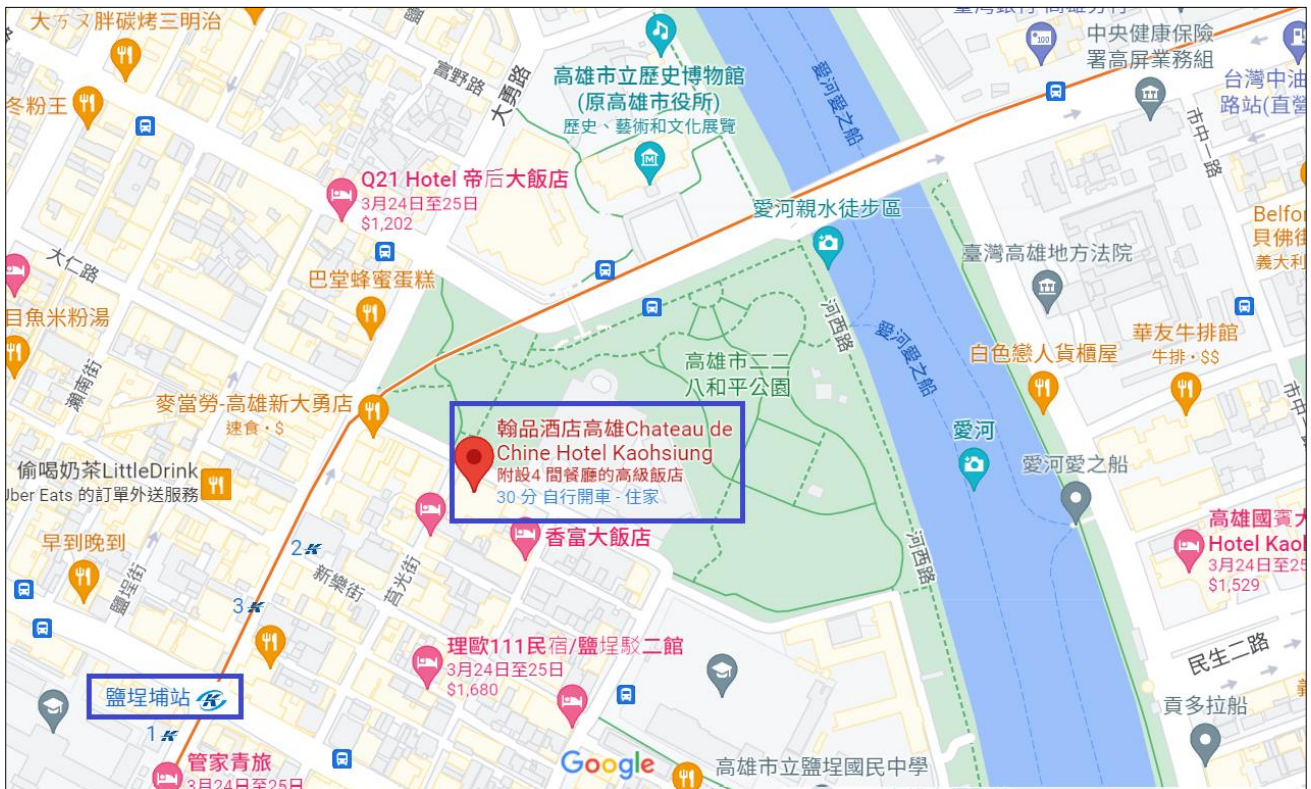 大ㄎㄡ胖碳烤三明治
冬粉王
富野路
大勇路
高雄市立歷史博物館
(原高雄市役所)
歷史、藝術和文化展覽
愛河愛之船
中央健康保險
署高屏業務組
台灣中油
路站(直營
市中一路
Q21 Hotel 帝后大飯店
3月24日至25日
$1,202
愛河親水徒步區
臺灣高雄地方法院
Belfo
貝佛街
義大利
大仁路
巴堂蜂蜜蛋糕
目魚米粉湯
瀨南街
高雄市二二
八和平公園
河西路
愛河愛之船
白色戀人貨櫃屋
華友牛排館
牛排・$$
市中
麥當勞-高雄新大勇店
速食・$
翰品酒店高雄Chateau de
Chine Hotel Kaohsiung
附設4 間餐廳的高級飯店
30 分 自行開車 - 住家
愛河
愛河愛之船
偷喝奶茶LittleDrink
Uber Eats 的訂單外送服務
香富大飯店
高雄國賓大
Hotel Kaoh
3月24日至25
$1,529
早到晚到
2
新樂街
莒光街
鹽埕街
3
河西路
理歐111民宿/鹽埕駁二館
3月24日至25日
$1,680
民生二路
鹽埕埔站
1
貢多拉船
管家青旅
3月24日至25日
Google
高雄市立鹽埕國民中學